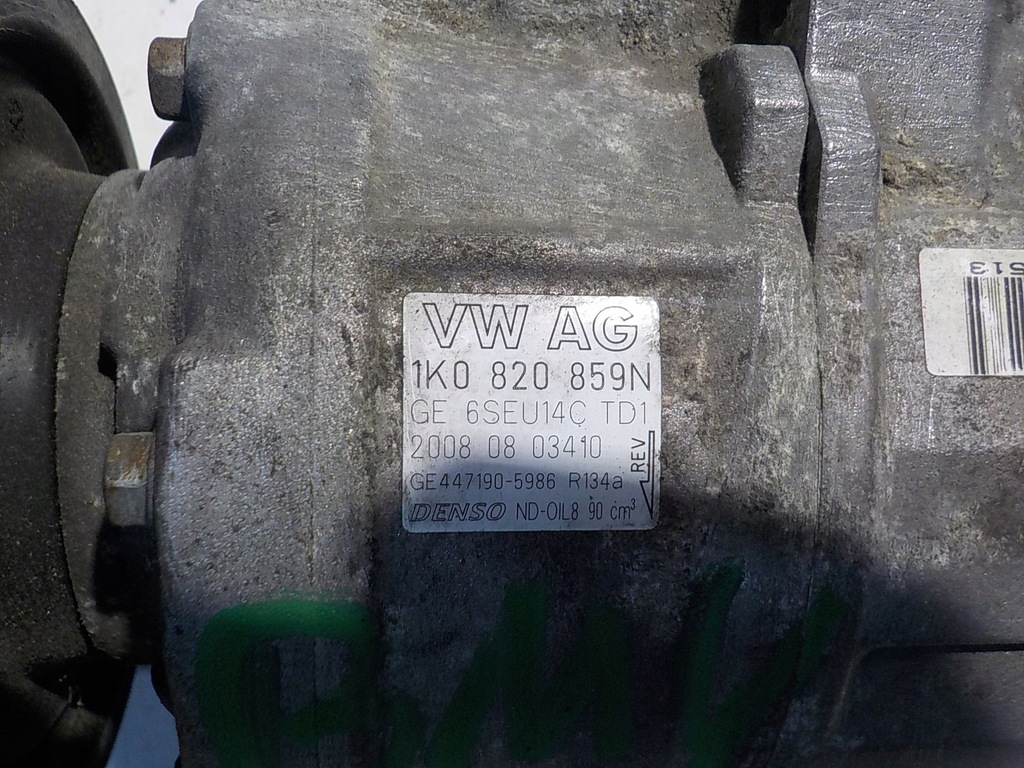 VW AG
1K0 820 859N
GE 6SEU14C TD1
2008 08 03410
REV
GE447190-5986 R134a
DENSO ND-OIL8 90 cm³
513